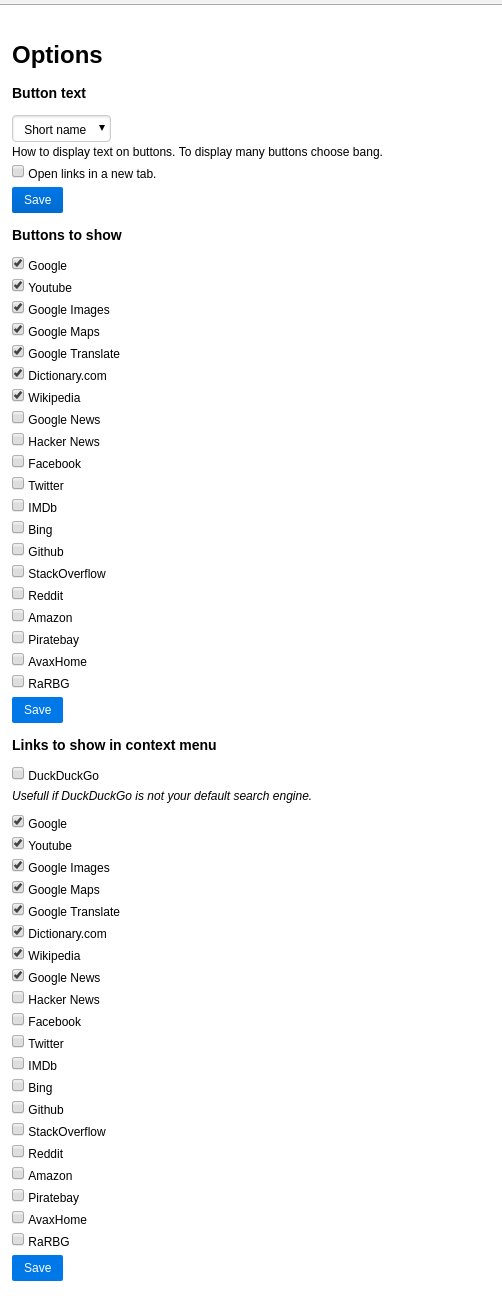 Options
Button text
Short name
How to display text on buttons. To display many buttons choose bang.
Open links in a new tab.
Save
Buttons to show
Google
Youtube
Google Images
Google Maps
Google Translate
Dictionary.com
Wikipedia
Google News
Hacker News
Facebook
Twitter
IMDb
Bing
Github
StackOverflow
Reddit
Amazon
Piratebay
AvaxHome
RaRBG
Save
Links to show in context menu
DuckDuckGo
Usefull if DuckDuckGo is not your default search engine.
Google
Youtube
Google Images
Google Maps
Google Translate
Dictionary.com
Wikipedia
Google News
Hacker News
Facebook
Twitter
IMDb
Bing
Github
StackOverflow
Reddit
Amazon
Piratebay
AvaxHome
RaRBG
Save